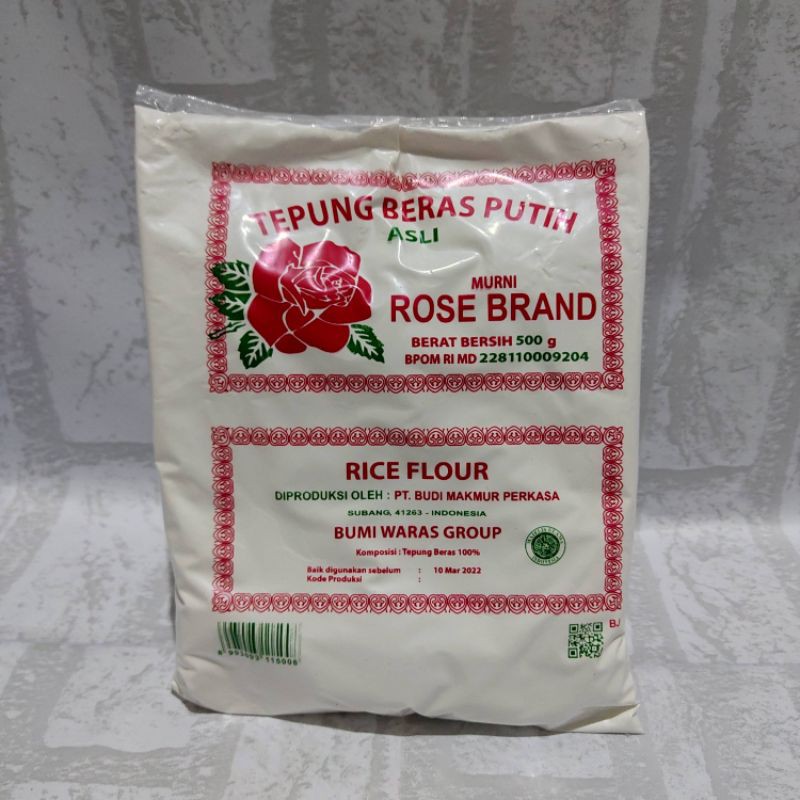 TEPUNG BERAS PUTIH
ASLI
MURNI
ROSE BRAND
BERAT BERSIH 500 g
BPOM RI MD 228110009204
RICE FLOUR
DIPRODUKSI OLEH : PT. BUDI MAKMUR PERKASA
SUBANG, 41263 - INDONESIA
BUMI WARAS GROUP
Komposisi : Tepung Beras 100%
Baik digunakan sebelum : 10 Mar 2022
Kode Produksi :
BJ